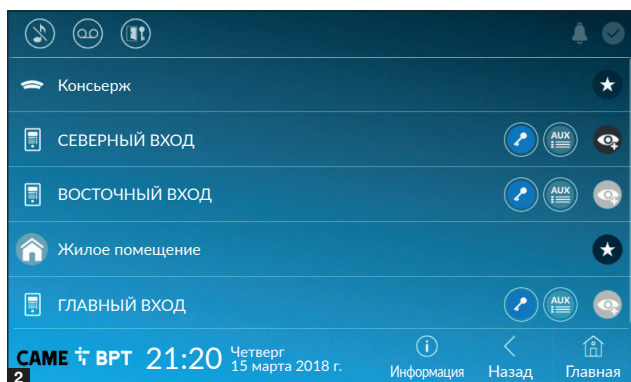 Консьерж
СЕВЕРНЫЙ ВХОД AUX
ВОСТОЧНЫЙ ВХОД AUX
Жилое помещение
ГЛАВНЫЙ ВХОД AUX
CAME BPT 21:20 Четверг
15 марта 2018 г.
Информация Назад Главная
2